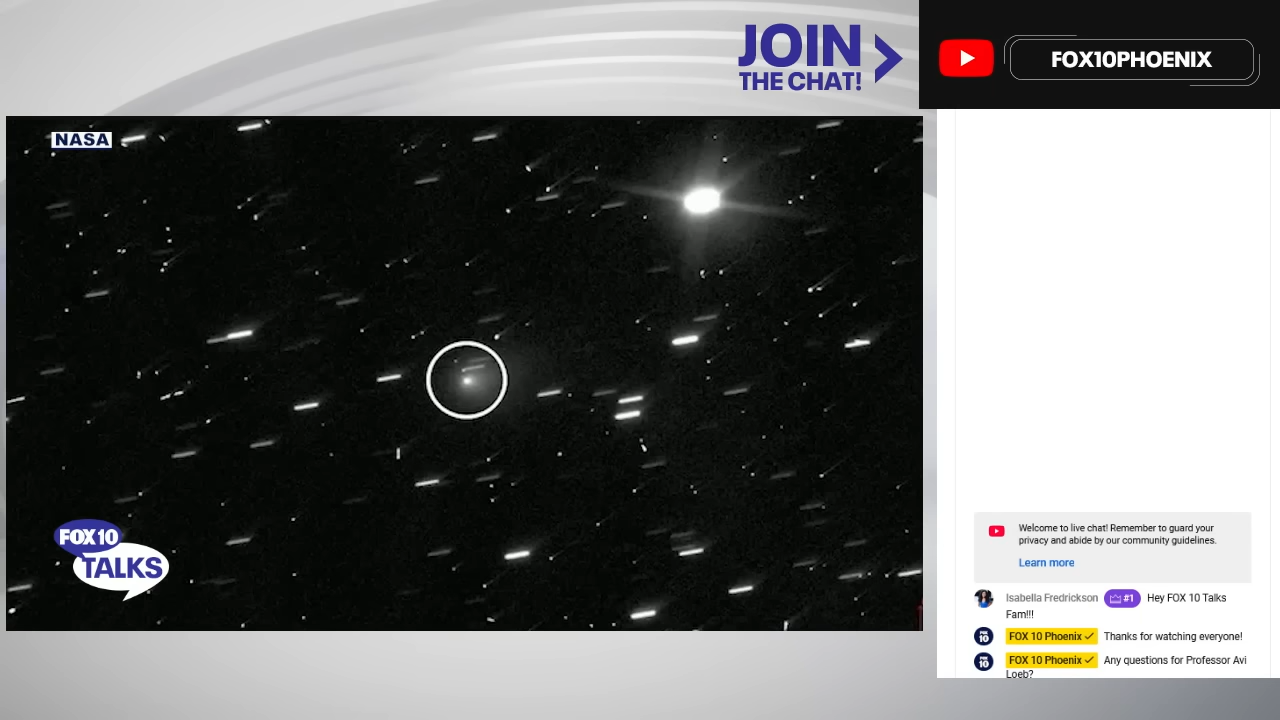 JOIN
THE CHAT!
FOX10PHOENIX
NASA
FOX 10
TALKS
Welcome to live chat! Remember to guard your
privacy and abide by our community guidelines.
Learn more
Isabella Fredrickson #1 Hey FOX 10 Talks
Fam!!!
FOX 10 Phoenix ✓ Thanks for watching everyone!
FOX 10 Phoenix ✓ Any questions for Professor Avi
Loeb?